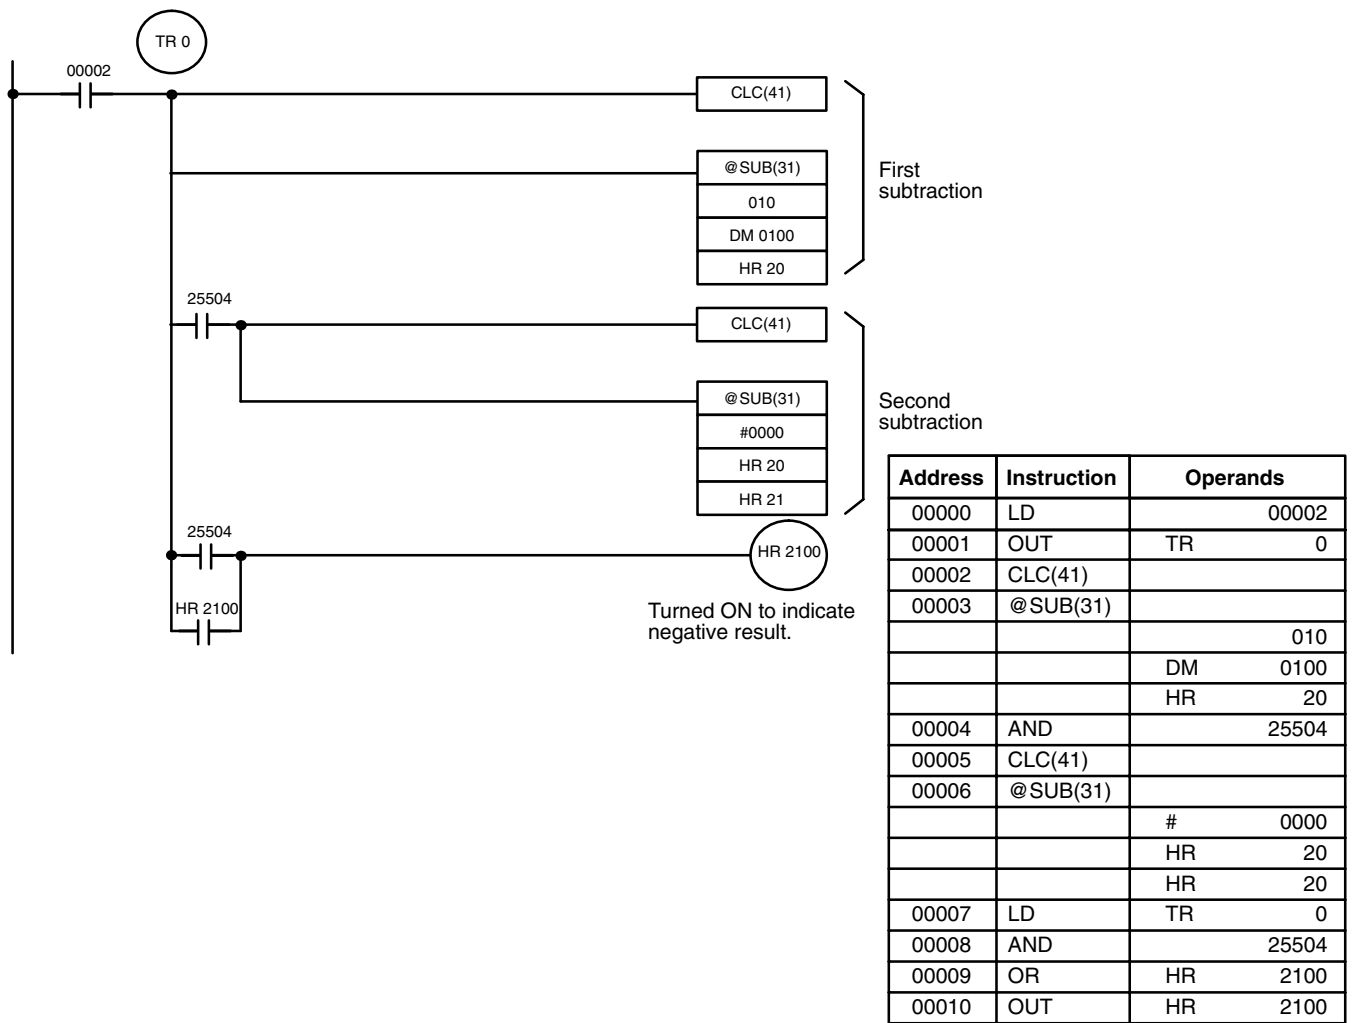 TR 0
00002
CLC(41)
@SUB(31)
010
DM 0100
HR 20
First
subtraction
25504
CLC(41)
@SUB(31)
#0000
HR 20
HR 21
Second
subtraction
25504
HR 2100
HR 2100
Turned ON to indicate
negative result.
Address Instruction Operands
00000 LD 00002
00001 OUT TR 0
00002 CLC(41)
00003 @SUB(31)
010
DM 0100
HR 20
00004 AND 25504
00005 CLC(41)
00006 @SUB(31)
# 0000
HR 20
HR 20
00007 LD TR 0
00008 AND 25504
00009 OR HR 2100
00010 OUT HR 2100